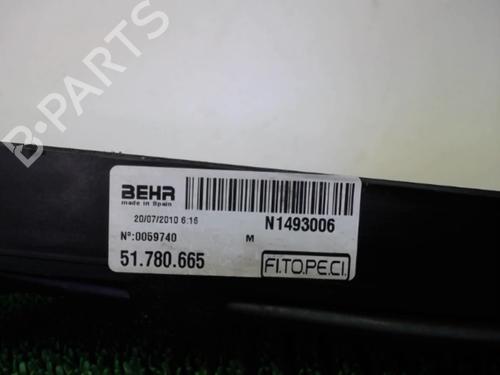 B-PARTS
BEHR
made in Spain
20/07/2010 6:16
N1493006
Nº:0059740
M
51.780.665
FI.TO.PE.CI.